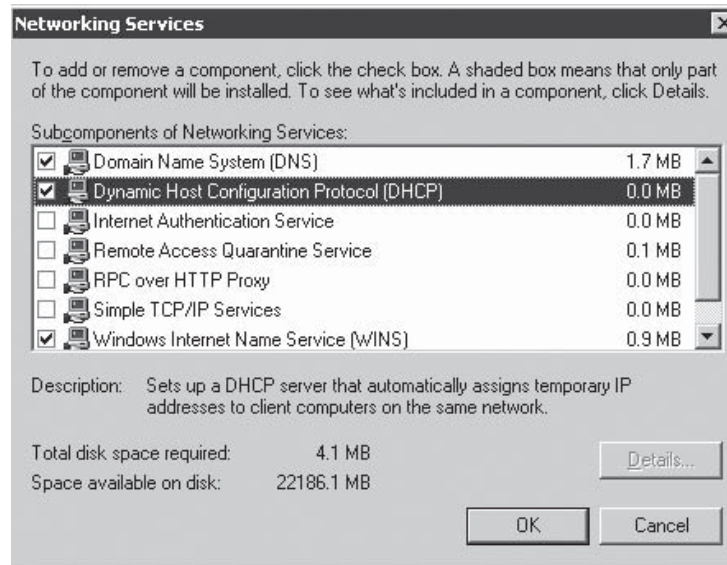 Networking Services
To add or remove a component, click the check box. A shaded box means that only part
of the component will be installed. To see what's included in a component, click Details.
Subcomponents of Networking Services:
Domain Name System (DNS) 1.7 MB
Dynamic Host Configuration Protocol (DHCP) 0.0 MB
Internet Authentication Service 0.0 MB
Remote Access Quarantine Service 0.1 MB
RPC over HTTP Proxy 0.0 MB
Simple TCP/IP Services 0.0 MB
Windows Internet Name Service (WINS) 0.9 MB
Description: Sets up a DHCP server that automatically assigns temporary IP
addresses to client computers on the same network.
Total disk space required: 4.1 MB
Details...
Space available on disk: 22186.1 MB
OK Cancel